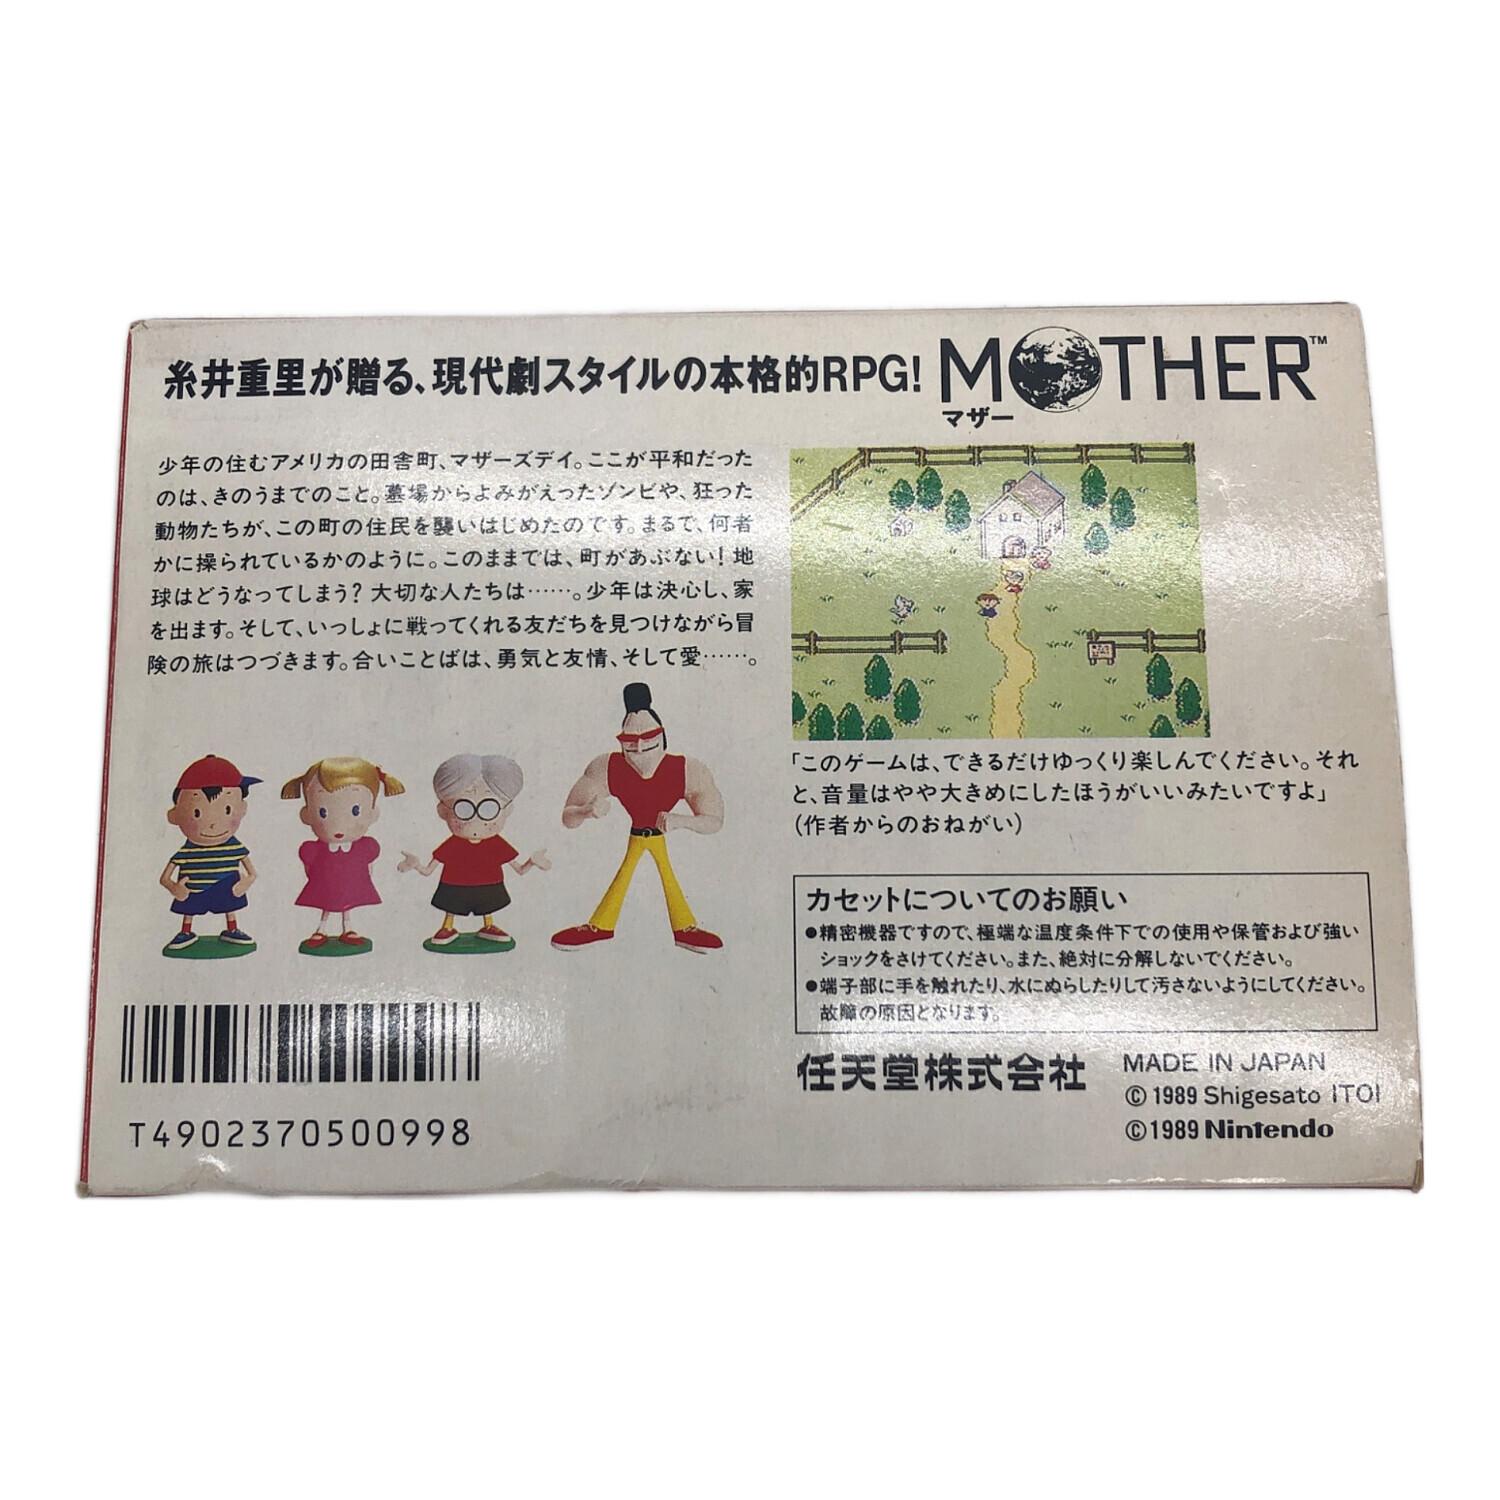 糸井重里が贈る、現代劇スタイルの本格的RPG!
MOTHER™
マザー
少年の住むアメリカの田舎町、マザーズデイ。ここが平和だった
のは、きのうまでのこと。墓場からよみがえったゾンビや、狂った
動物たちが、この町の住民を襲いはじめたのです。まるで、何者
かに操られているかのように。このままでは、町があぶない!地
球はどうなってしまう?大切な人たちは……。少年は決心し、家
を出ます。そして、いっしょに戦ってくれる友だちを見つけながら冒
険の旅はつづきます。合いことばは、勇気と友情、そして愛……。
「このゲームは、できるだけゆっくり楽しんでください。それ
と、音量はやや大きめにしたほうがいいみたいですよ」
(作者からのおねがい)
カセットについてのお願い
●精密機器ですので、極端な温度条件下での使用や保管および強い
ショックをさけてください。また、絶対に分解しないでください。
●端子部に手を触れたり、水にぬらしたりして汚さないようにしてください。
故障の原因となります。
T4902370500998
任天堂株式会社
MADE IN JAPAN
©1989 Shigesato ITOI
©1989 Nintendo